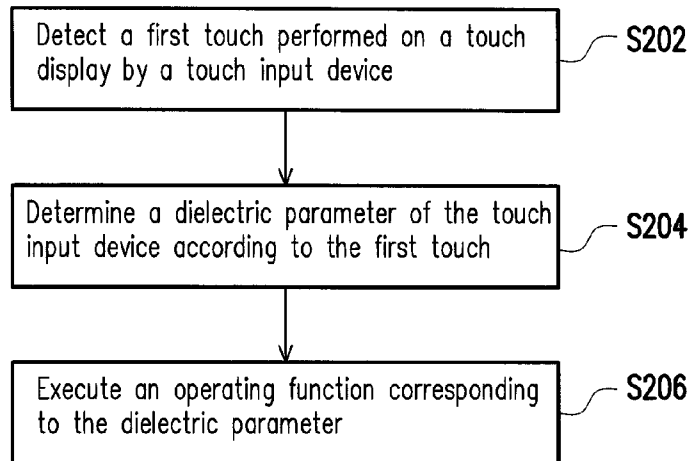 Detect a first touch performed on a touch
display by a touch input device
S202
Determine a dielectric parameter of the touch
input device according to the first touch
S204
Execute an operating function corresponding
to the dielectric parameter
S206